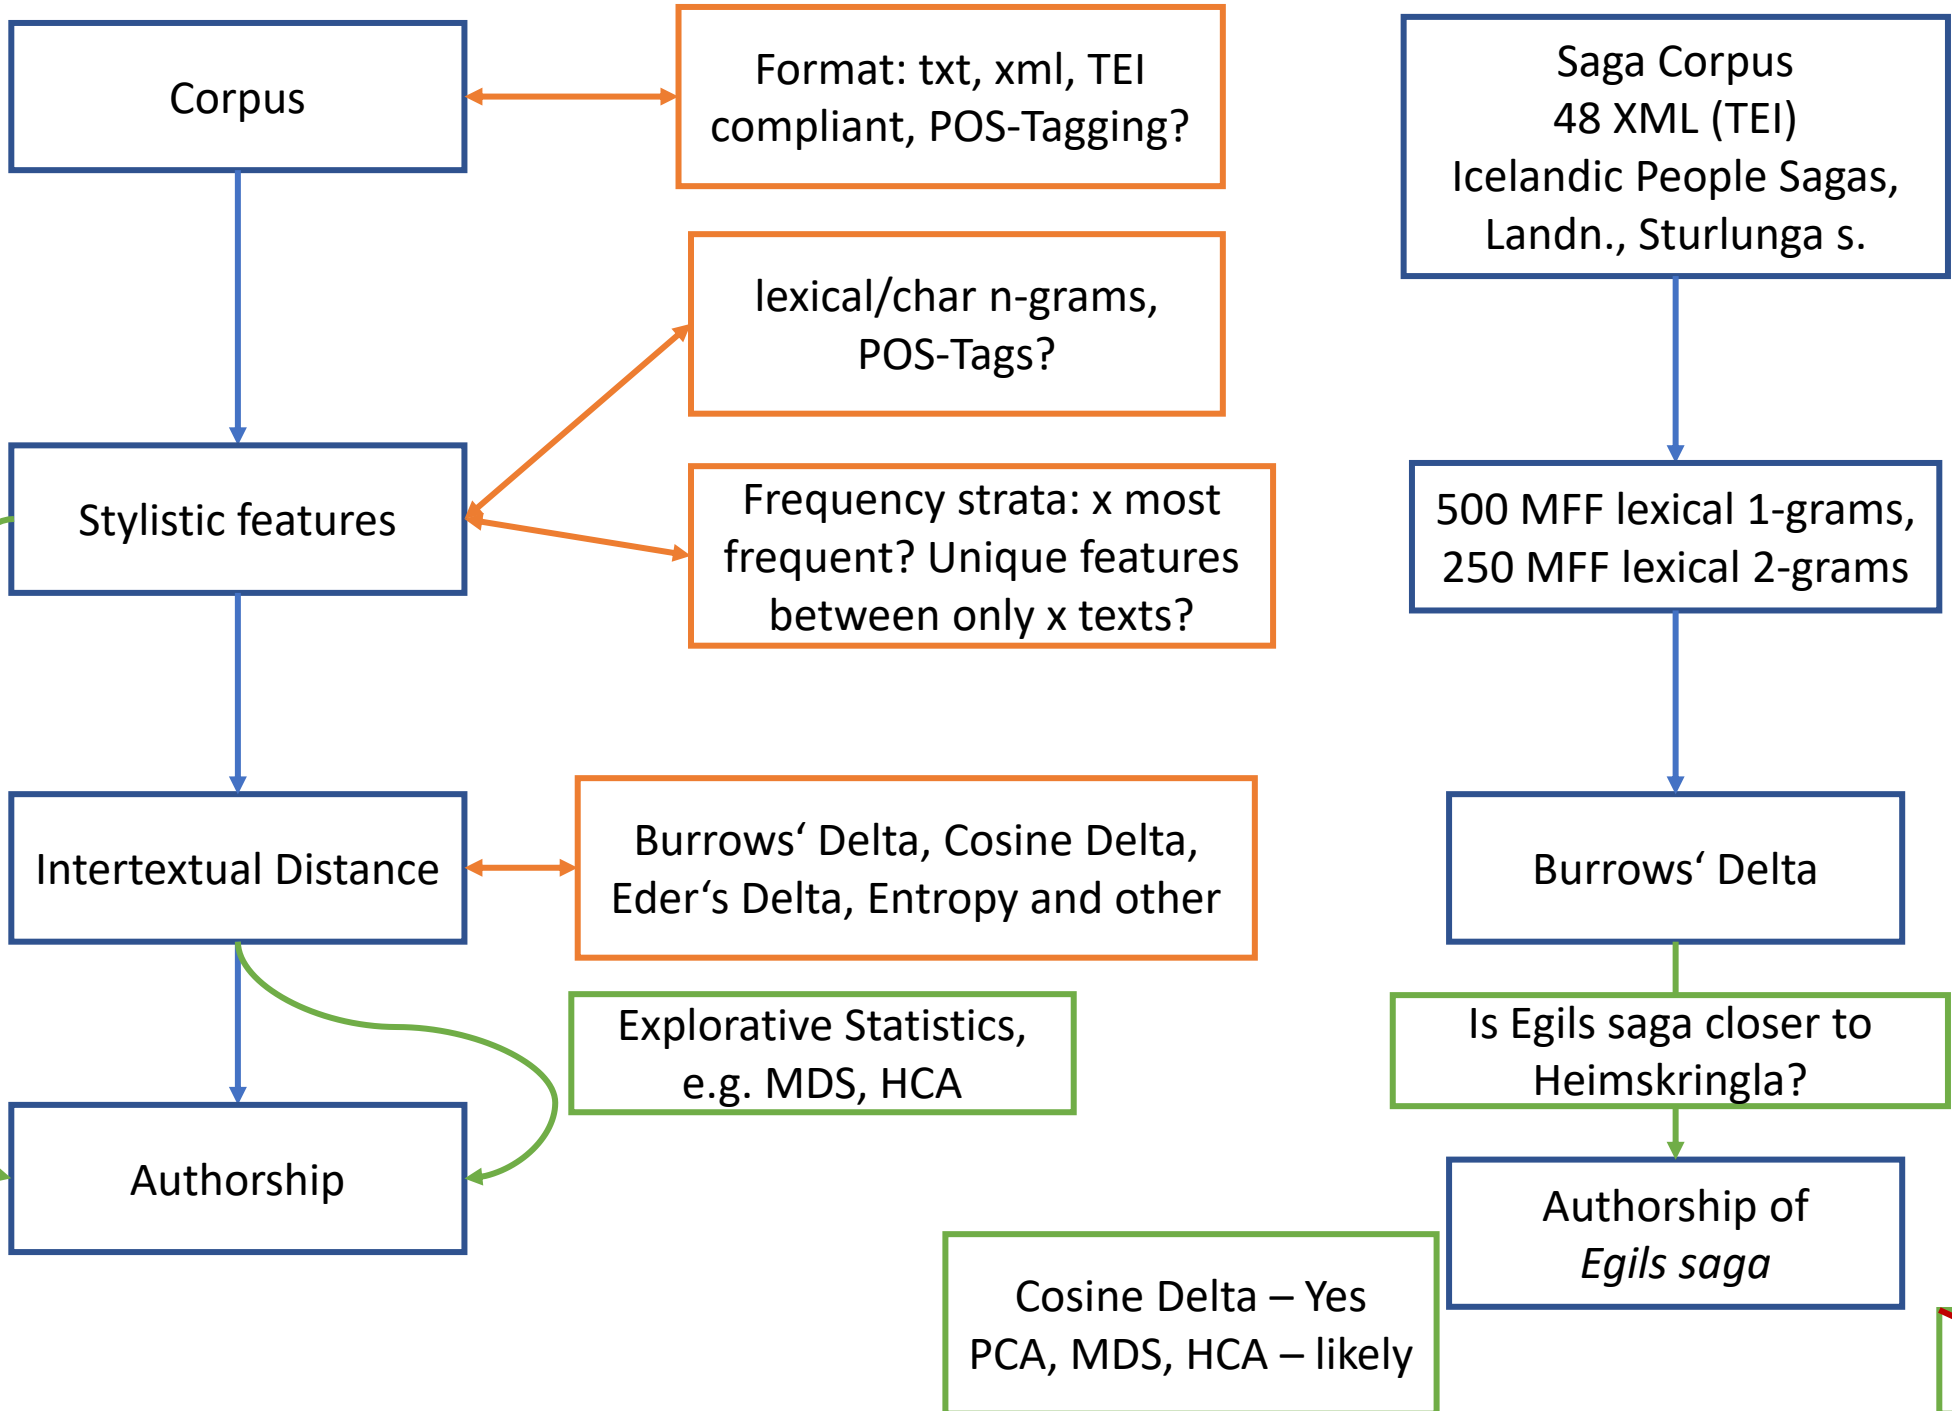 Corpus
Format: txt, xml, TEI
compliant, POS-Tagging?
lexical/char n-grams,
POS-Tags?
Stylistic features
Frequency strata: x most
frequent? Unique features
between only x texts?
Intertextual Distance
Burrows‘ Delta, Cosine Delta,
Eder‘s Delta, Entropy and other
Explorative Statistics,
e.g. MDS, HCA
Authorship
Saga Corpus
48 XML (TEI)
Icelandic People Sagas,
Landn., Sturlunga s.
500 MFF lexical 1-grams,
250 MFF lexical 2-grams
Burrows‘ Delta
Is Egils saga closer to
Heimskringla?
Authorship of
Egils saga
Cosine Delta – Yes
PCA, MDS, HCA – likely